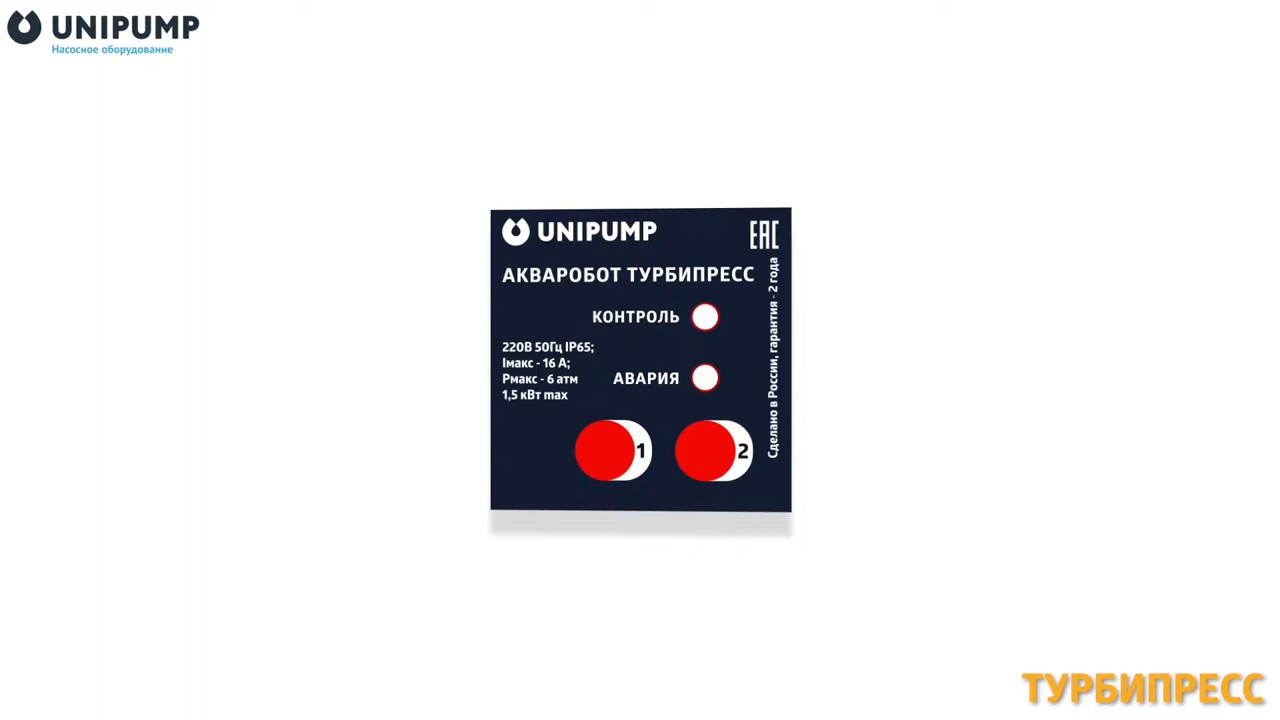 UNIPUMP
Насосное оборудование
UNIPUMP
EAC
АКВАРОБОТ ТУРБИПРЕСС
КОНТРОЛЬ
220В 50Гц IP65;
Iмакс - 16 А;
Рмакс - 6 атм
1,5 кВт max
АВАРИЯ
1
2
Сделано в России, гарантия - 2 года
ТУРБИПРЕСС